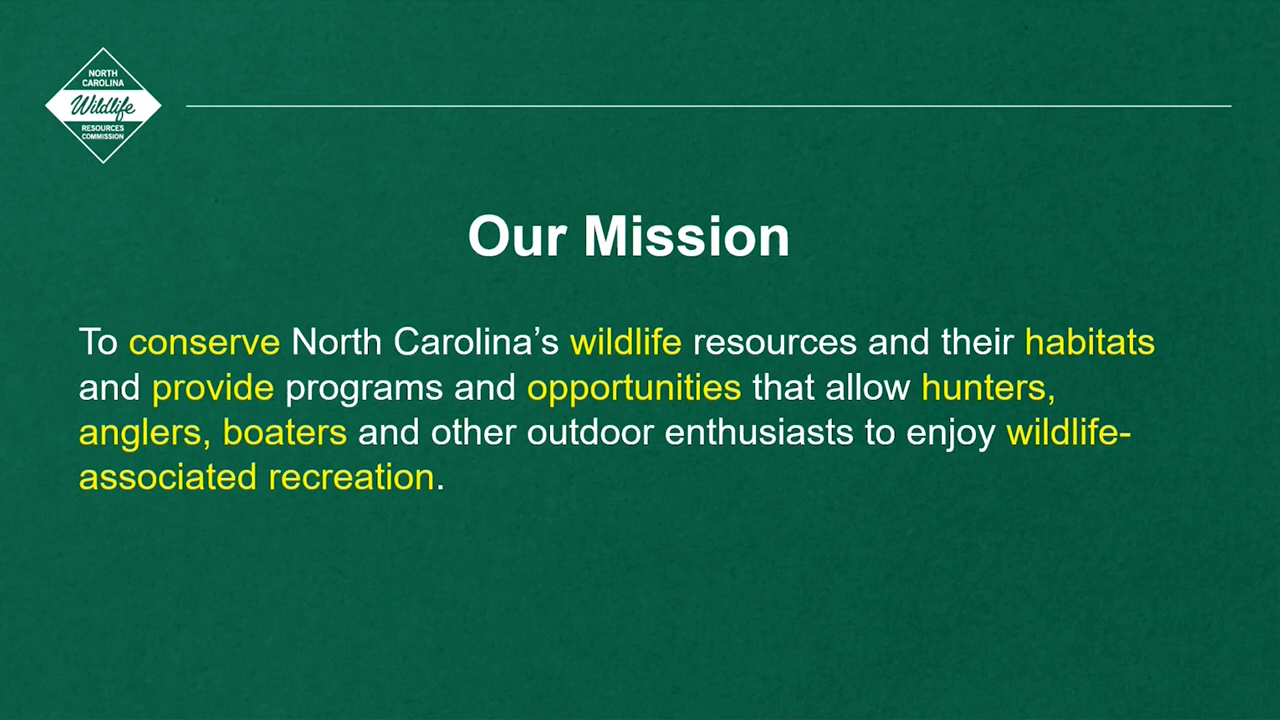 NORTH
CAROLINA
Wildlife
RESOURCES
COMMISSION
Our Mission
To conserve North Carolina’s wildlife resources and their habitats
and provide programs and opportunities that allow hunters,
anglers, boaters and other outdoor enthusiasts to enjoy wildlife-
associated recreation.